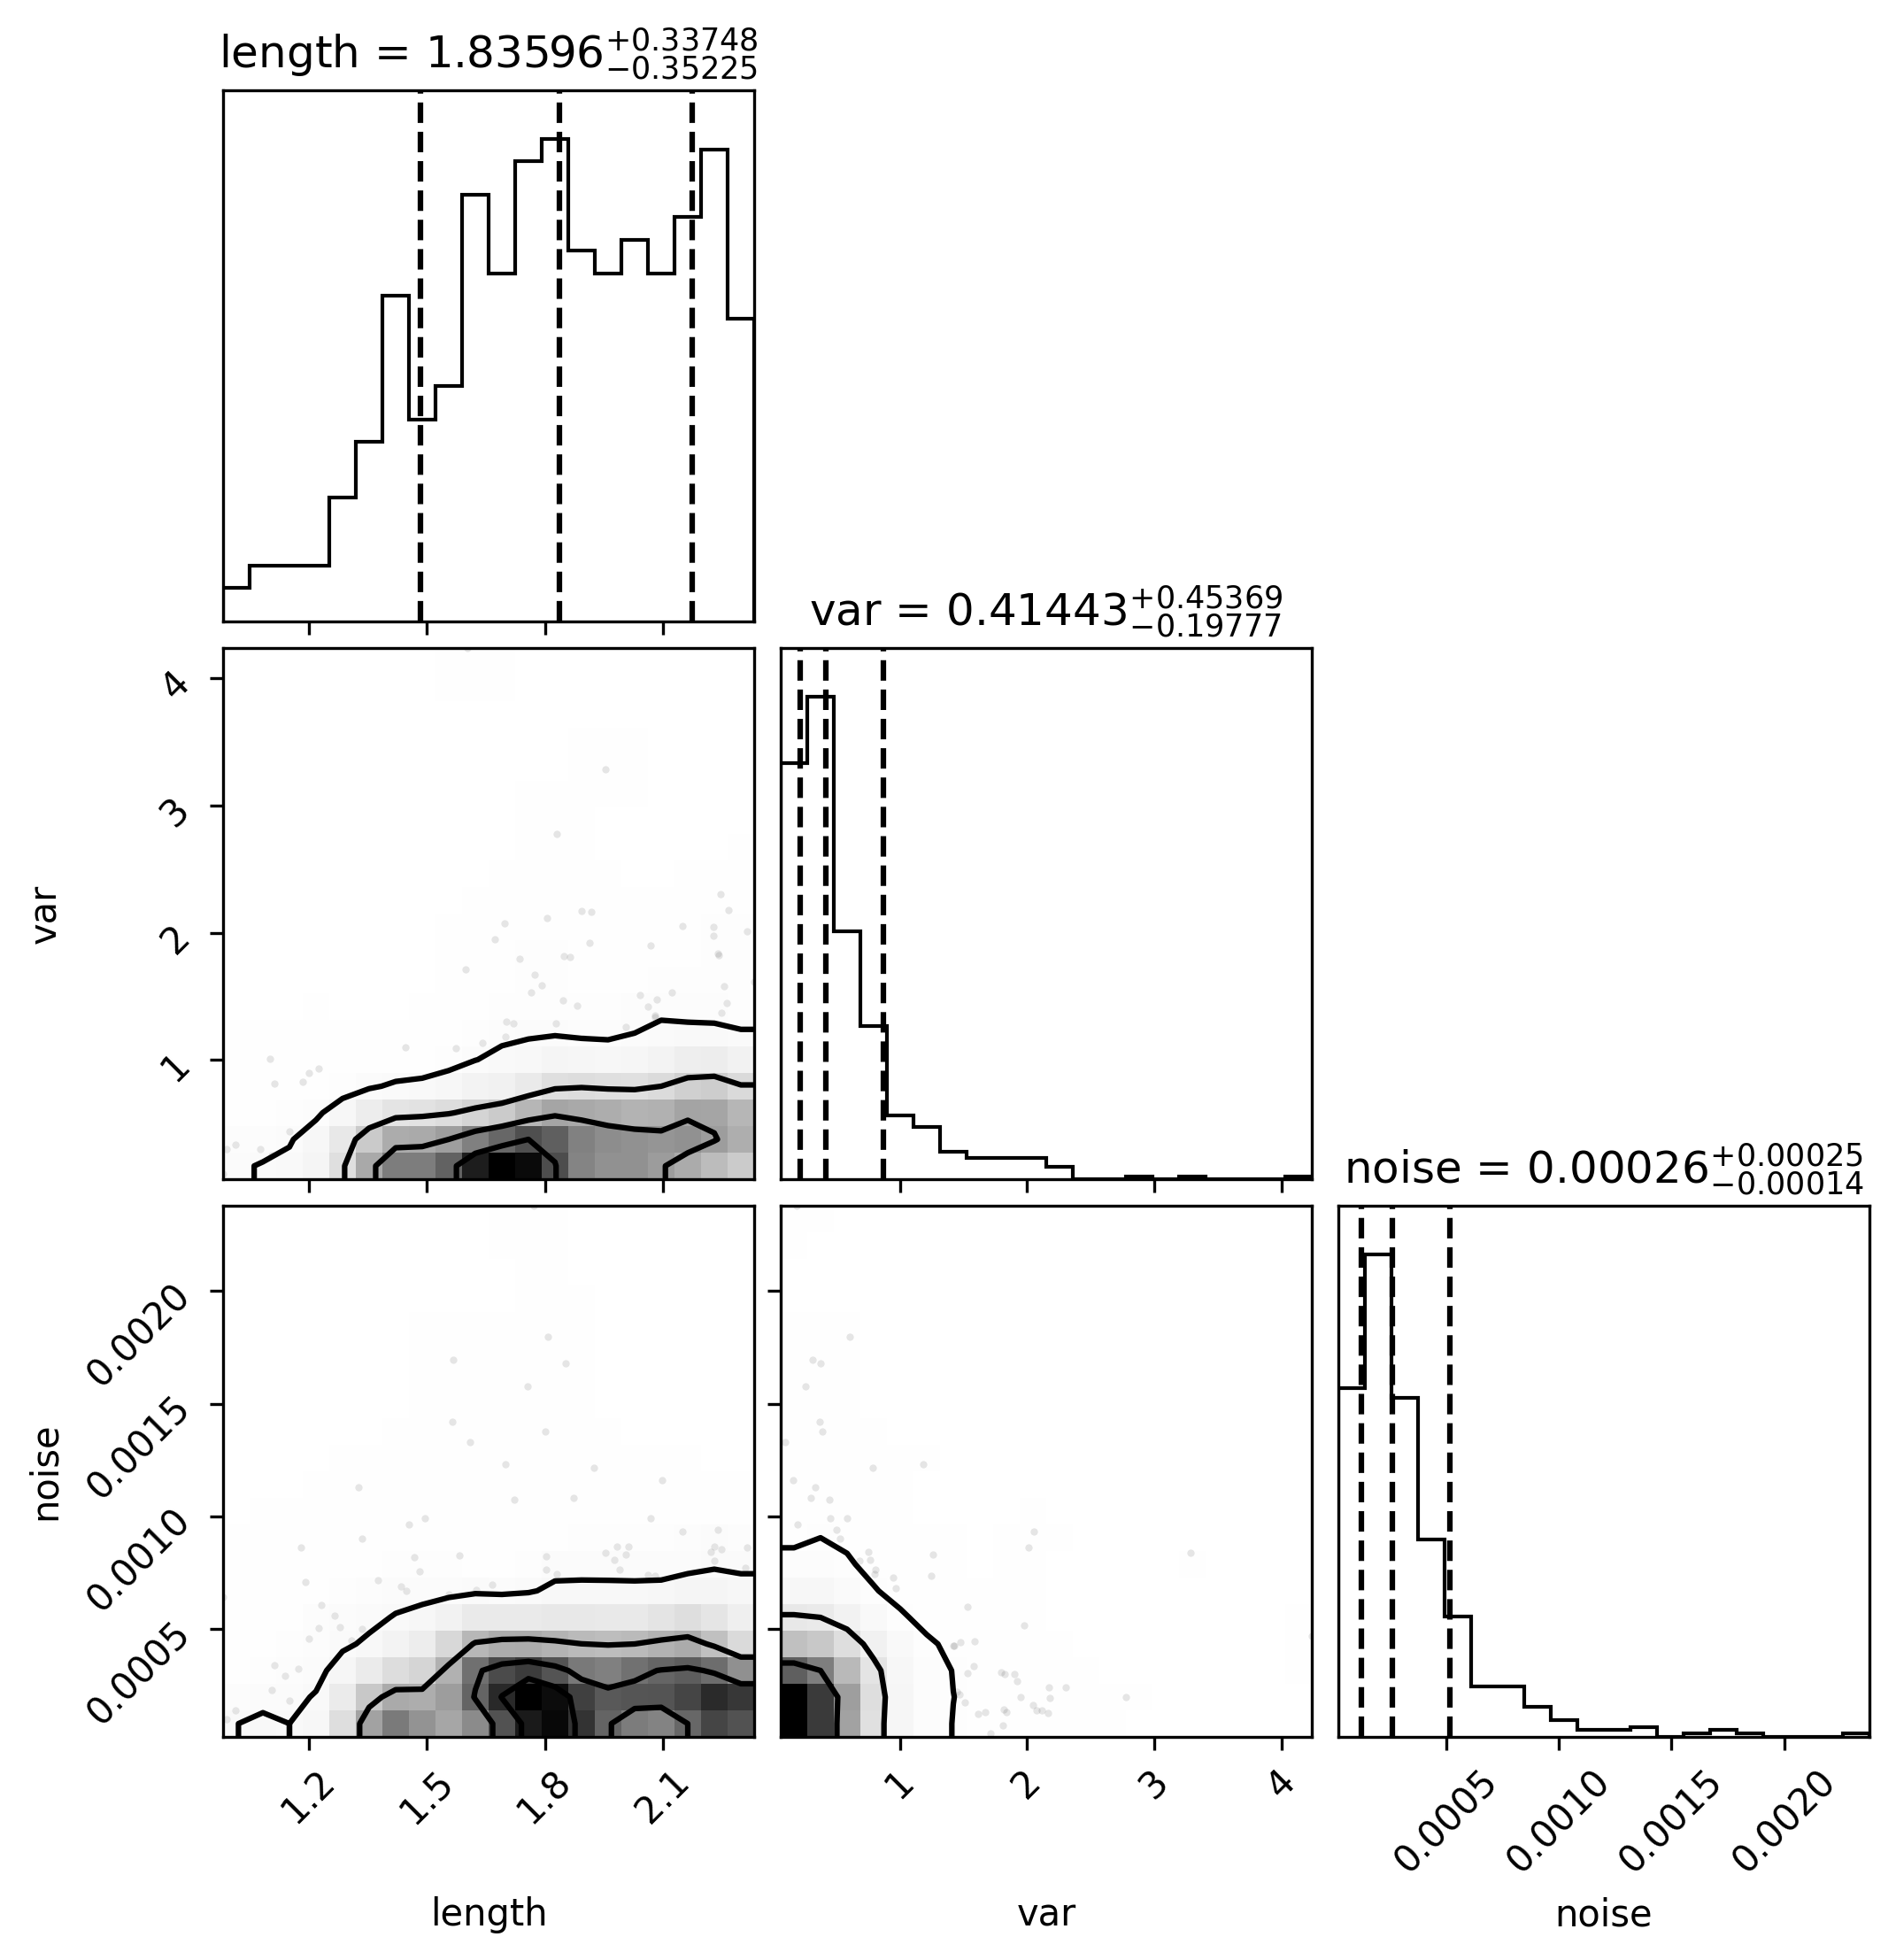 length = 1.83596 +0.33748 −0.35225
var = 0.41443 +0.45369 −0.19777
4
3
2
1
var
noise = 0.00026 +0.00025 −0.00014
0.0020
0.0015
0.0010
0.0005
noise
1.2 1.5 1.8 2.1
1 2 3 4
0.0005 0.0010 0.0015 0.0020
length var noise